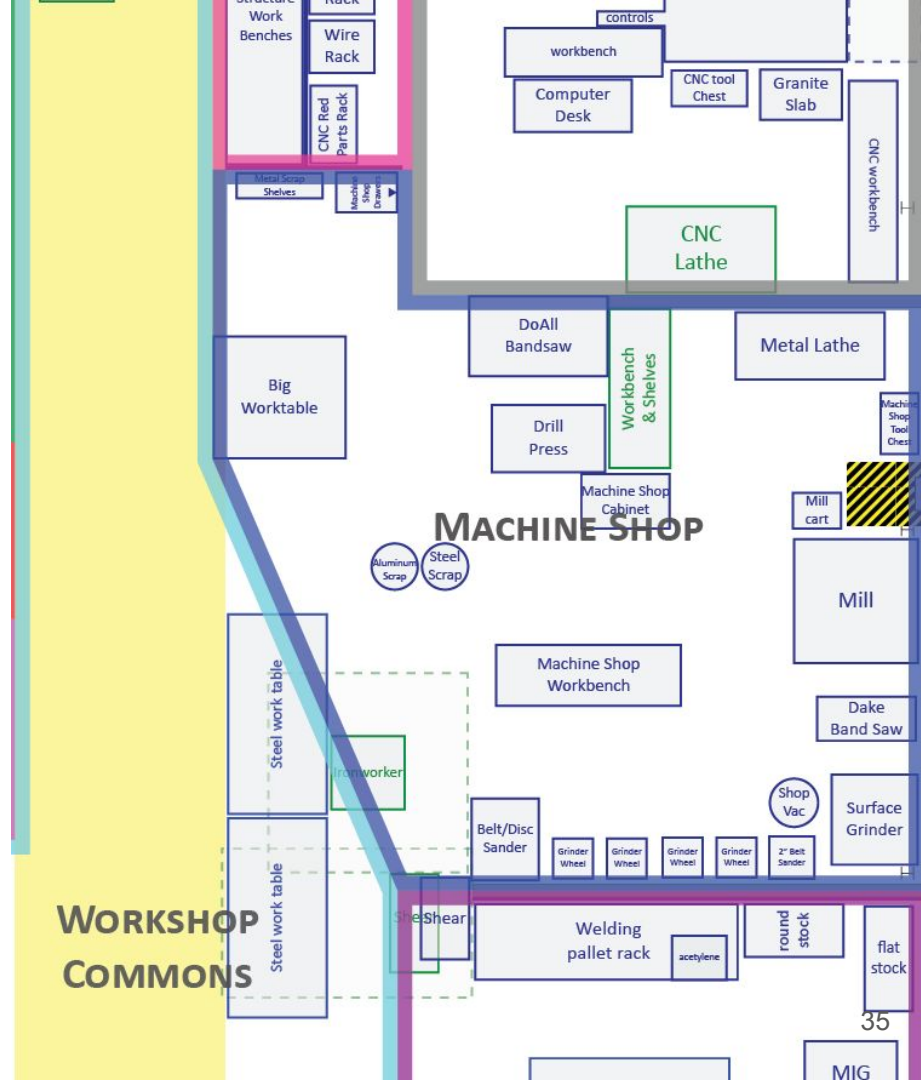 Structure
Work
Benches
Rack
Wire
Rack
CNC Red
Parts Rack
controls
workbench
Computer
Desk
CNC tool
Chest
Granite
Slab
CNC workbench
Metal Scrap
Shelves
Machine
Shop
Drawers
CNC
Lathe
DoAll
Bandsaw
Workbench
& Shelves
Metal Lathe
Big
Worktable
Drill
Press
Machine
Shop
Tool
Chest
Machine Shop
Cabinet
Mill
cart
MACHINE SHOP
Aluminum
Scrap
Steel
Scrap
Mill
Machine Shop
Workbench
Steel work table
Ironworker
Dake
Band Saw
Shop
Vac
Surface
Grinder
Belt/Disc
Sander
Grinder
Wheel
Grinder
Wheel
Grinder
Wheel
Grinder
Wheel
2" Belt
Sander
Steel work table
WORKSHOP
COMMONS
Shear
Shear
Welding
pallet rack
acetylene
round
stock
flat
stock
35
MIG